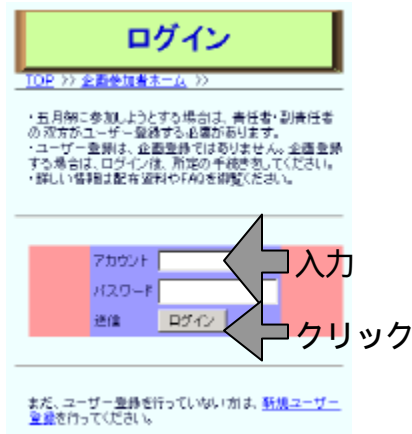 ログイン
TOP >> 企画参加者ホーム >>
・五月祭に参加しようとする場合は、責任者・副責任者
の双方がユーザー登録する必要があります。
・ユーザー登録は、企画登録ではありません。企画登録
する場合は、ログイン後、所定の手続きをしてください。
・詳しい情報は配布資料やFAQを御覧ください。
アカウント
入力
パスワード
送信 ログイン
クリック
まだ、ユーザー登録を行っていない方は、新規ユーザー
登録を行ってください。